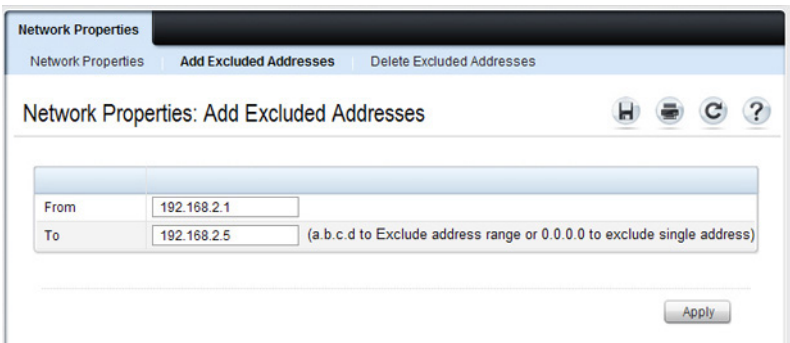 Network Properties
Network Properties Add Excluded Addresses Delete Excluded Addresses
Network Properties: Add Excluded Addresses
From 192.168.2.1
To 192.168.2.5 (a.b.c.d to Exclude address range or 0.0.0.0 to exclude single address)
Apply